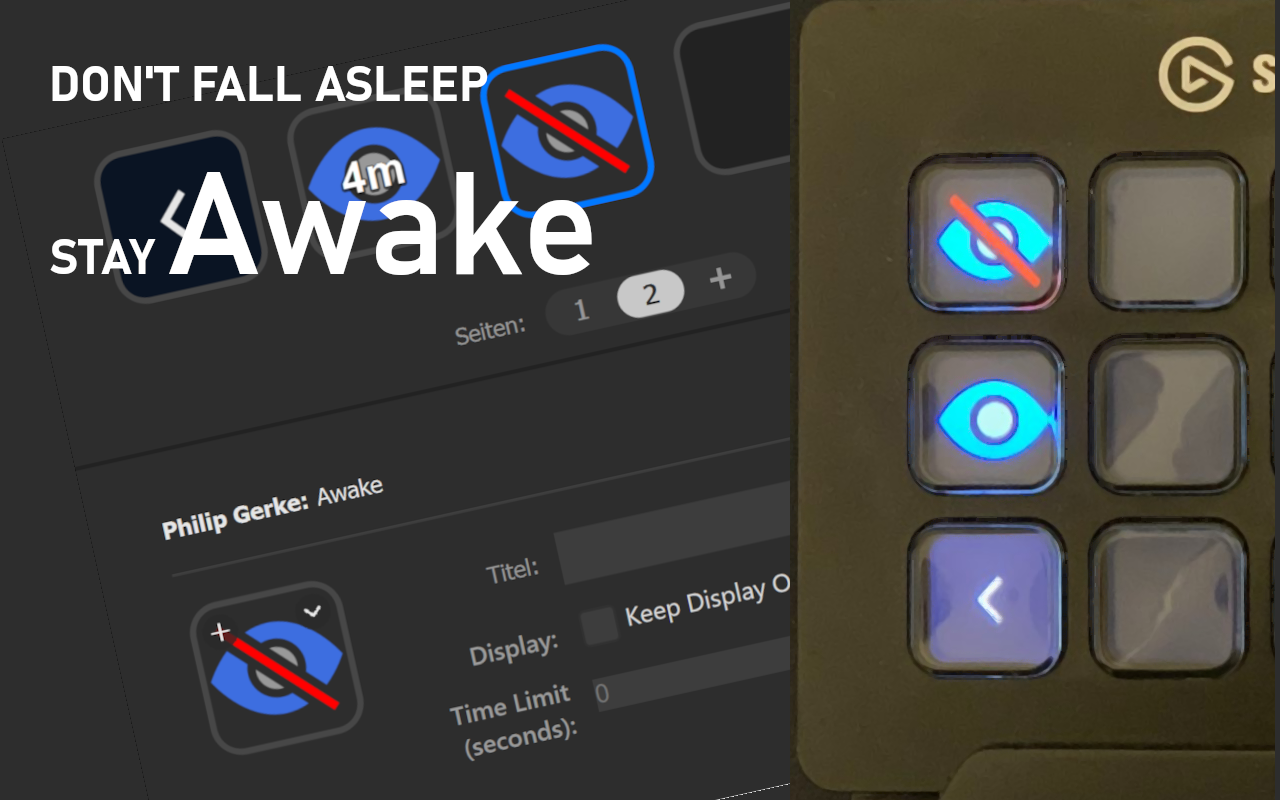 DON'T FALL ASLEEP
4m
STAY Awake
Seiten: 1 2 +
Philip Gerke: Awake
Titel:
Display: Keep Display O
Time Limit
(seconds): 0
S